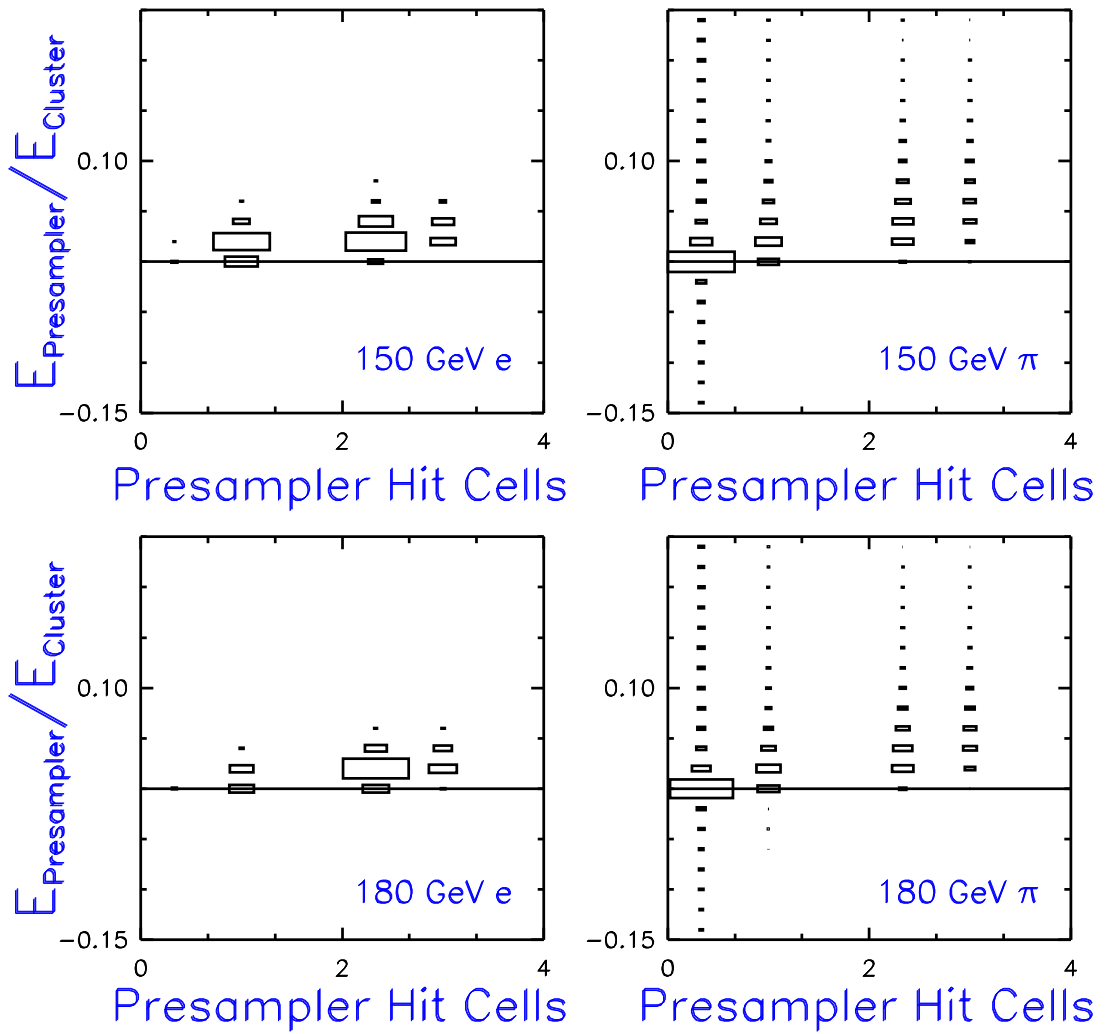 E_Presampler/E_Cluster
0.10
-0.15
0 2 4
Presampler Hit Cells
150 GeV e
0.10
-0.15
0 2 4
Presampler Hit Cells
150 GeV π
E_Presampler/E_Cluster
0.10
-0.15
0 2 4
Presampler Hit Cells
180 GeV e
0.10
-0.15
0 2 4
Presampler Hit Cells
180 GeV π